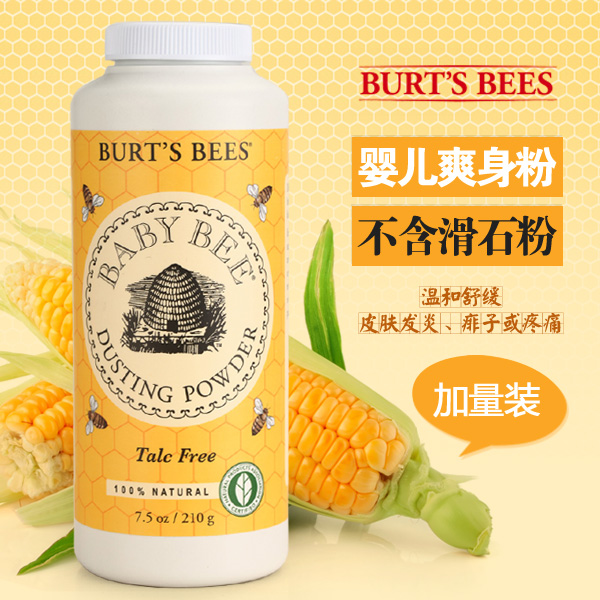 BURT'S BEES®
BABY BEE
DUSTING POWDER
Talc Free
100% NATURAL
7.5 oz / 210 g
BURT'S BEES
婴儿爽身粉
不含滑石粉
温和舒缓
皮肤发炎、痱子或疼痛
加量装